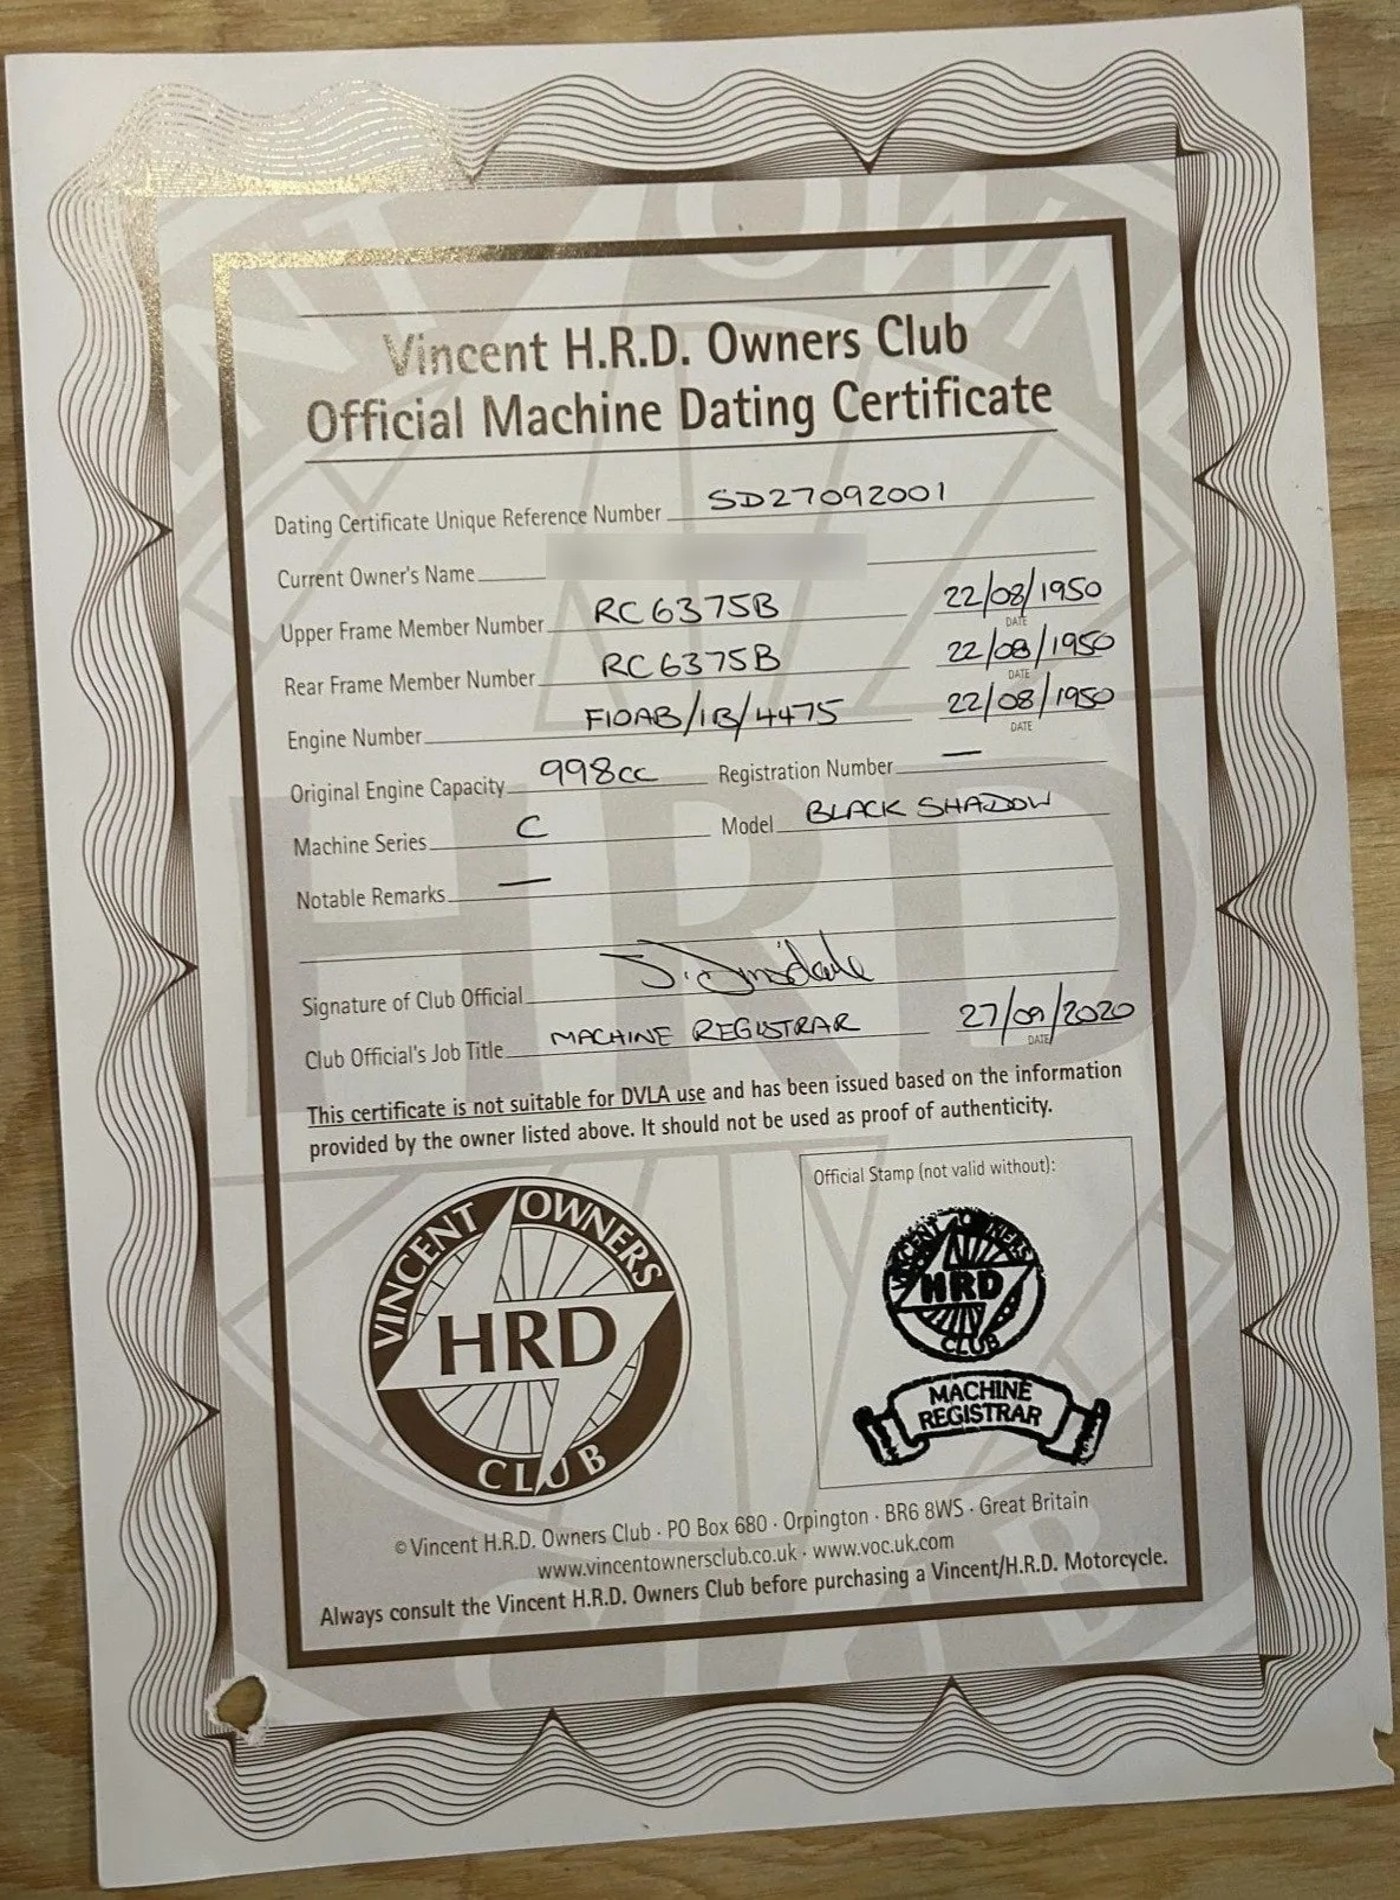 Vincent H.R.D. Owners Club
Official Machine Dating Certificate
Dating Certificate Unique Reference Number SD27092001
Current Owner's Name
Upper Frame Member Number RC6375B 22/08/1950
DATE
Rear Frame Member Number RC6375B 22/08/1950
DATE
Engine Number F10AB/1B/4475 22/08/1950
DATE
Original Engine Capacity 998cc Registration Number —
Machine Series C Model BLACK SHADOW
Notable Remarks —
Signature of Club Official
Club Official's Job Title MACHINE REGISTRAR 27/09/2020
DATE
This certificate is not suitable for DVLA use and has been issued based on the information
provided by the owner listed above. It should not be used as proof of authenticity.
Official Stamp (not valid without):
VINCENT OWNERS
HRD
CLUB
VINCENT OWNERS
HRD
CLUB
MACHINE
REGISTRAR
© Vincent H.R.D. Owners Club · PO Box 680 · Orpington · BR6 8WS · Great Britain
www.vincentownersclub.co.uk · www.voc.uk.com
Always consult the Vincent H.R.D. Owners Club before purchasing a Vincent/H.R.D. Motorcycle.